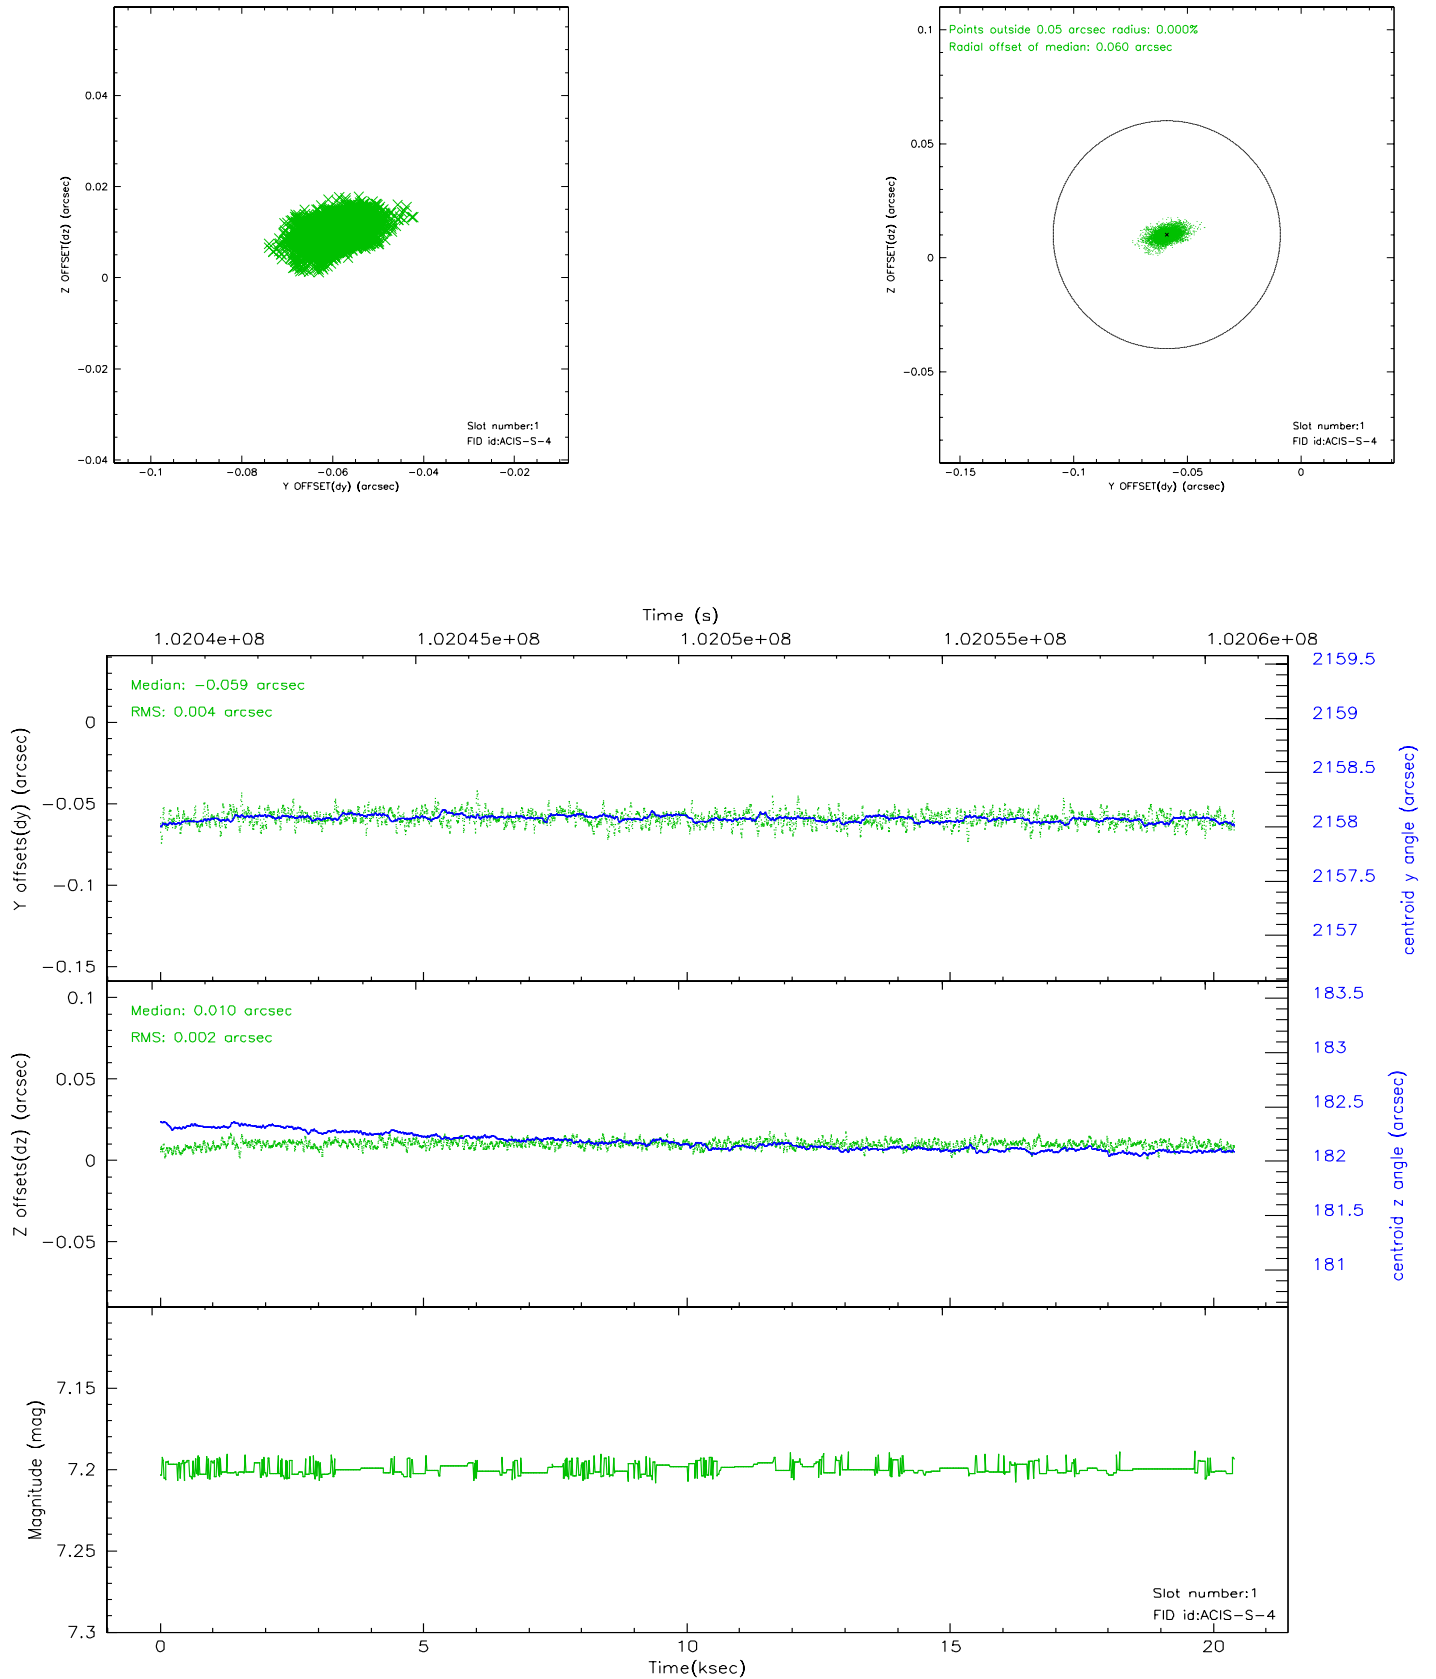 0.04
0.02
0
−0.02
−0.04
Z OFFSET(dz) (arcsec)
Slot number:1
FID id:ACIS−S−4
−0.1
−0.08
−0.06
−0.04
−0.02
Y OFFSET(dy) (arcsec)
Points outside 0.05 arcsec radius: 0.000%
Radial offset of median: 0.060 arcsec
0.1
0.05
0
−0.05
Z OFFSET(dz) (arcsec)
Slot number:1
FID id:ACIS−S−4
−0.15
−0.1
−0.05
0
Y OFFSET(dy) (arcsec)
Time (s)
1.0204e+08
1.02045e+08
1.0205e+08
1.02055e+08
1.0206e+08
Median: −0.059 arcsec
RMS: 0.004 arcsec
0
−0.05
−0.1
−0.15
Y offsets(dy) (arcsec)
2159.5
2159
2158.5
2158
2157.5
2157
centroid y angle (arcsec)
Median: 0.010 arcsec
RMS: 0.002 arcsec
0.1
0.05
0
−0.05
Z offsets(dz) (arcsec)
183.5
183
182.5
182
181.5
181
centroid z angle (arcsec)
7.15
7.2
7.25
7.3
Magnitude (mag)
Slot number:1
FID id:ACIS−S−4
0
5
10
15
20
Time(ksec)